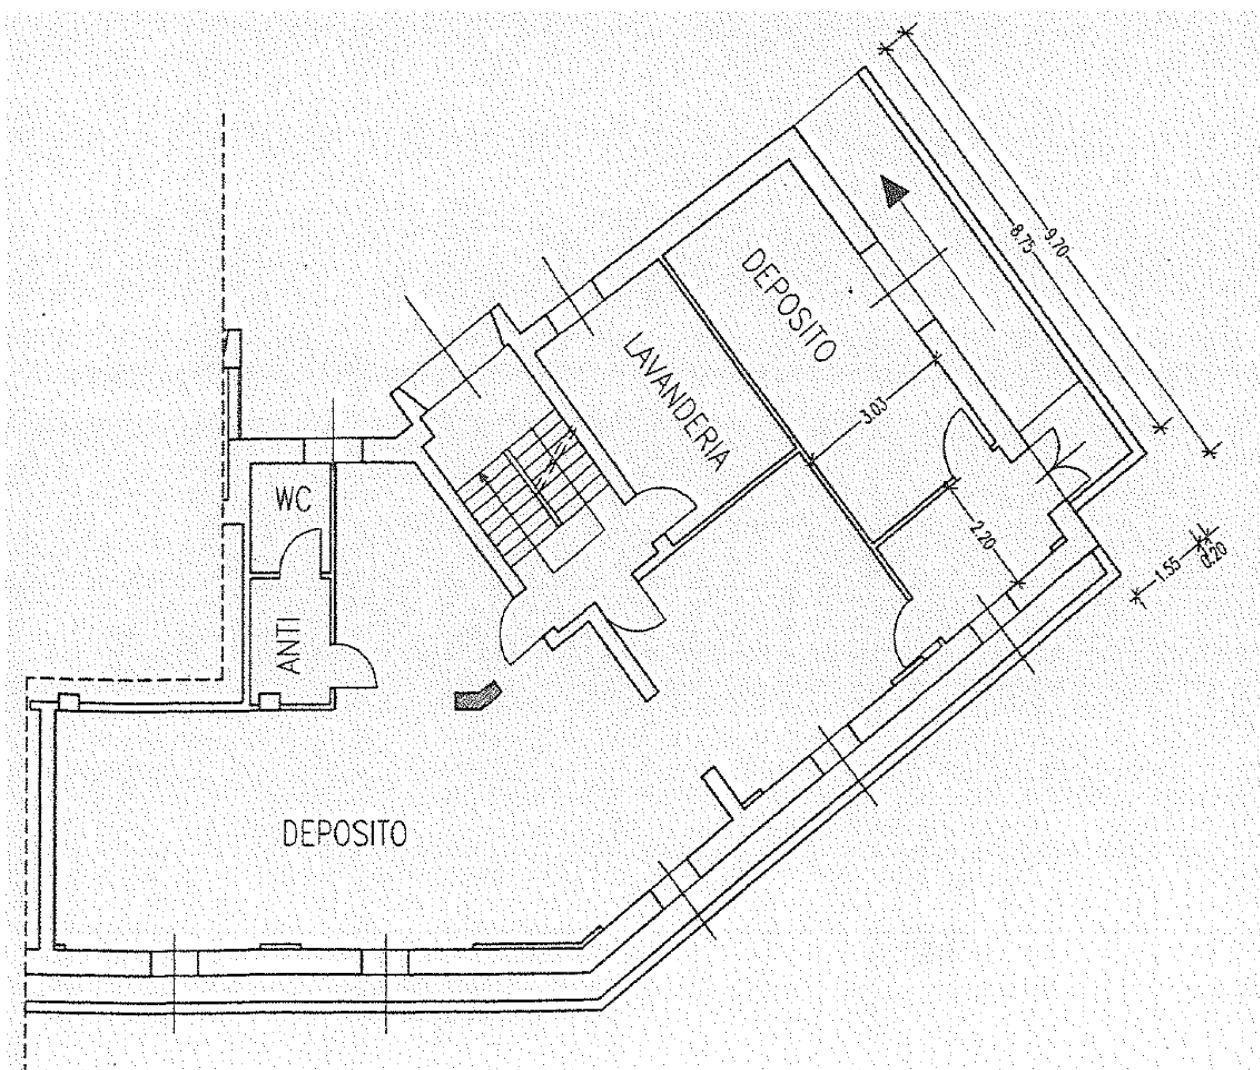 9.70
8.75
DEPOSITO
LAVANDERIA
3.03
WC
2.20
1.55
0.20
ANTI
DEPOSITO